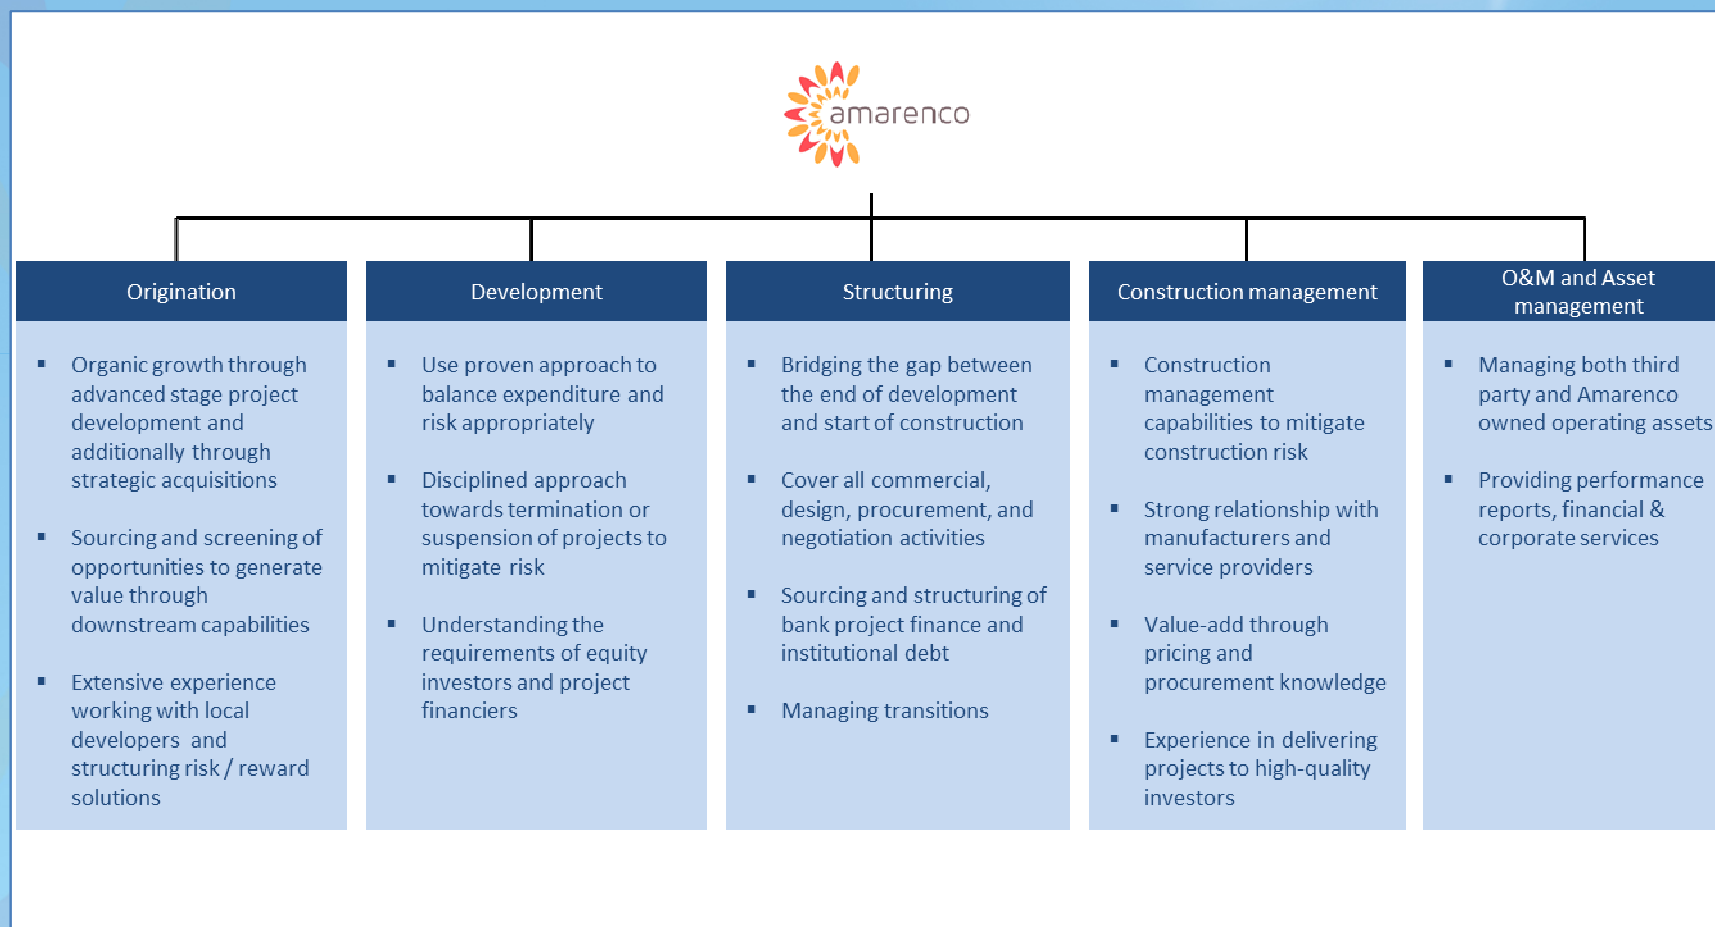 amarenco
Origination
▪ Organic growth through
advanced stage project
development and
additionally through
strategic acquisitions
▪ Sourcing and screening of
opportunities to generate
value through
downstream capabilities
▪ Extensive experience
working with local
developers and
structuring risk / reward
solutions
Development
▪ Use proven approach to
balance expenditure and
risk appropriately
▪ Disciplined approach
towards termination or
suspension of projects to
mitigate risk
▪ Understanding the
requirements of equity
investors and project
financiers
Structuring
▪ Bridging the gap between
the end of development
and start of construction
▪ Cover all commercial,
design, procurement, and
negotiation activities
▪ Sourcing and structuring of
bank project finance and
institutional debt
▪ Managing transitions
Construction management
▪ Construction
management
capabilities to mitigate
construction risk
▪ Strong relationship with
manufacturers and
service providers
▪ Value-add through
pricing and
procurement knowledge
▪ Experience in delivering
projects to high-quality
investors
O&M and Asset
management
▪ Managing both third
party and Amarenco
owned operating assets
▪ Providing performance
reports, financial &
corporate services